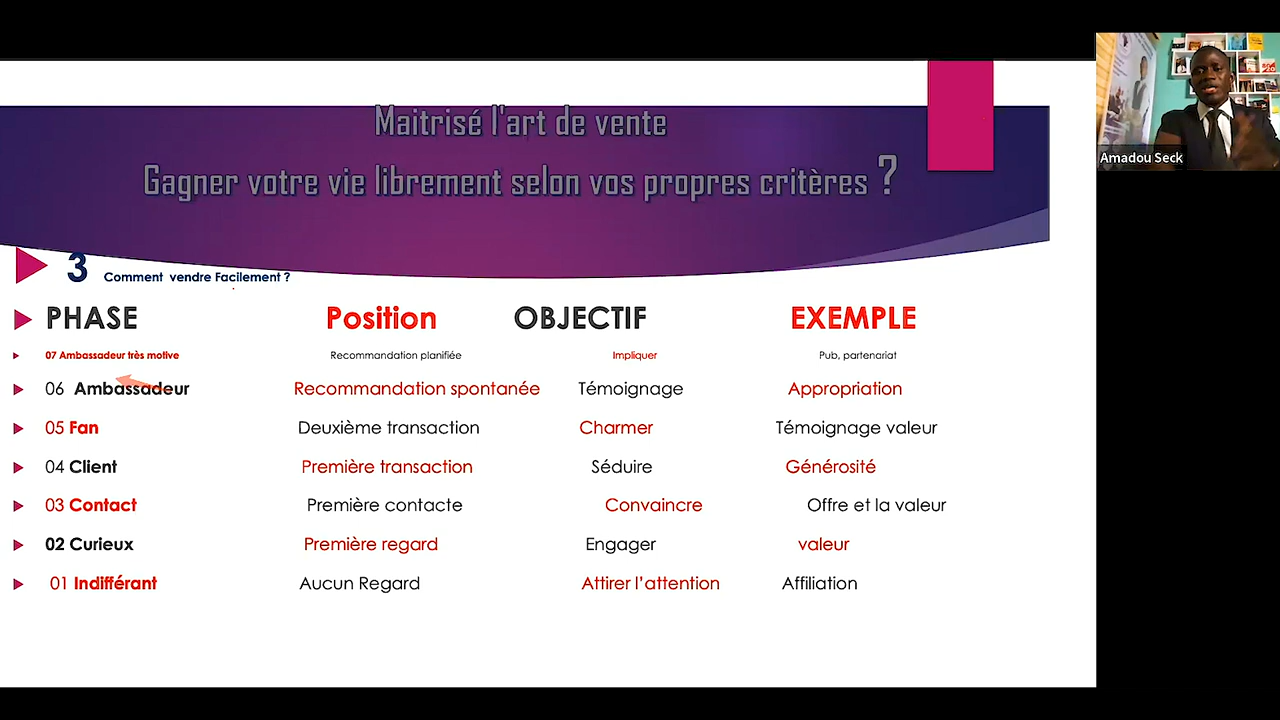 Maitrisé l'art de vente
Gagner votre vie librement selon vos propres critères ?
Amadou Seck
3 Comment vendre Facilement ?
PHASE Position OBJECTIF EXEMPLE
07 Ambassadeur très motive Recommandation planifiée Impliquer Pub, partenariat
06 Ambassadeur Recommandation spontanée Témoignage Appropriation
05 Fan Deuxième transaction Charmer Témoignage valeur
04 Client Première transaction Séduire Générosité
03 Contact Première contacte Convaincre Offre et la valeur
02 Curieux Première regard Engager valeur
01 Indifférant Aucun Regard Attirer l'attention Affiliation